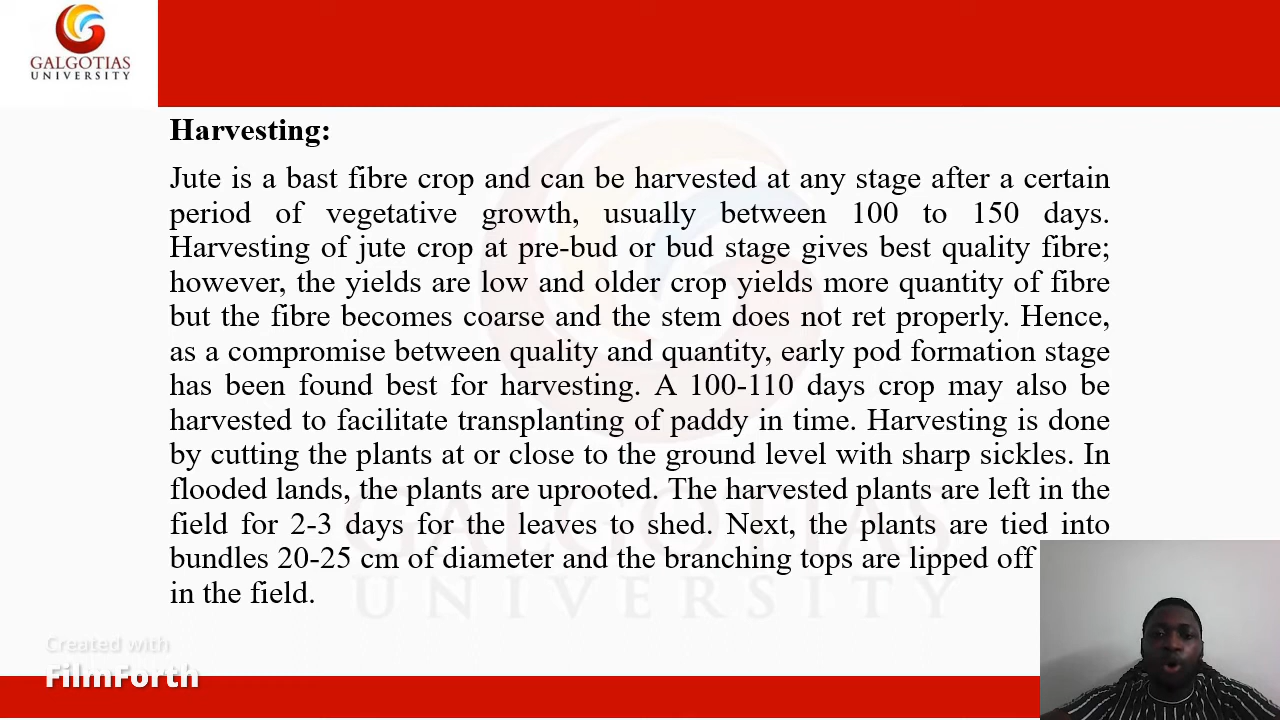 GALGOTIAS
UNIVERSITY
Harvesting:
Jute is a bast fibre crop and can be harvested at any stage after a certain
period of vegetative growth, usually between 100 to 150 days.
Harvesting of jute crop at pre-bud or bud stage gives best quality fibre;
however, the yields are low and older crop yields more quantity of fibre
but the fibre becomes coarse and the stem does not ret properly. Hence,
as a compromise between quality and quantity, early pod formation stage
has been found best for harvesting. A 100-110 days crop may also be
harvested to facilitate transplanting of paddy in time. Harvesting is done
by cutting the plants at or close to the ground level with sharp sickles. In
flooded lands, the plants are uprooted. The harvested plants are left in the
field for 2-3 days for the leaves to shed. Next, the plants are tied into
bundles 20-25 cm of diameter and the branching tops are lipped off
in the field.
GALGOTIAS
UNIVERSITY
Created with
FilmForth